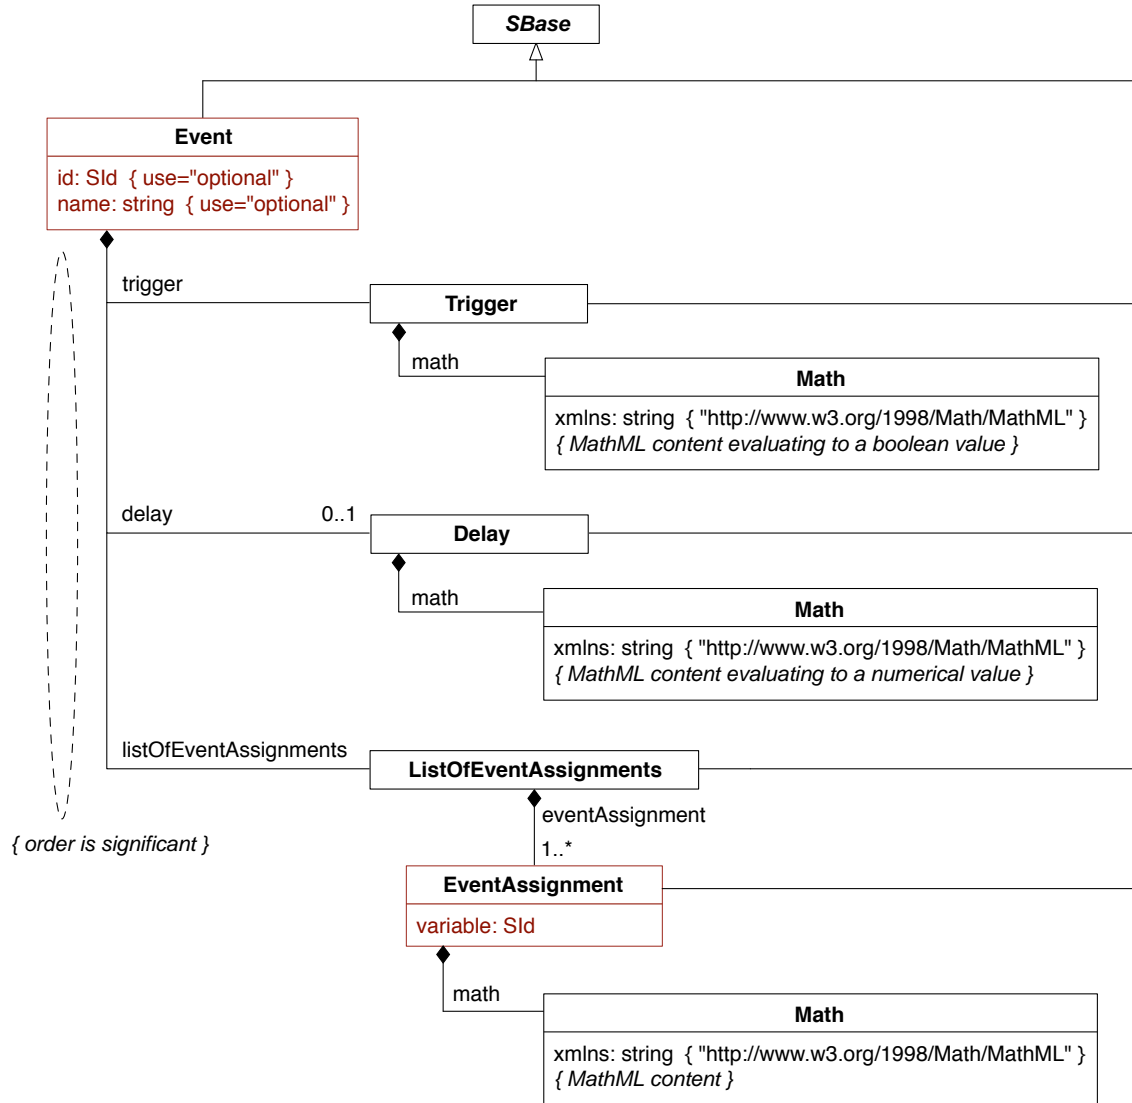 SBase
Event
id: SId { use="optional" }
name: string { use="optional" }
trigger
Trigger
math
Math
xmlns: string { "http://www.w3.org/1998/Math/MathML" }
{ MathML content evaluating to a boolean value }
delay
0..1
Delay
math
Math
xmlns: string { "http://www.w3.org/1998/Math/MathML" }
{ MathML content evaluating to a numerical value }
listOfEventAssignments
ListOfEventAssignments
eventAssignment
{ order is significant }
1..*
EventAssignment
variable: SId
math
Math
xmlns: string { "http://www.w3.org/1998/Math/MathML" }
{ MathML content }